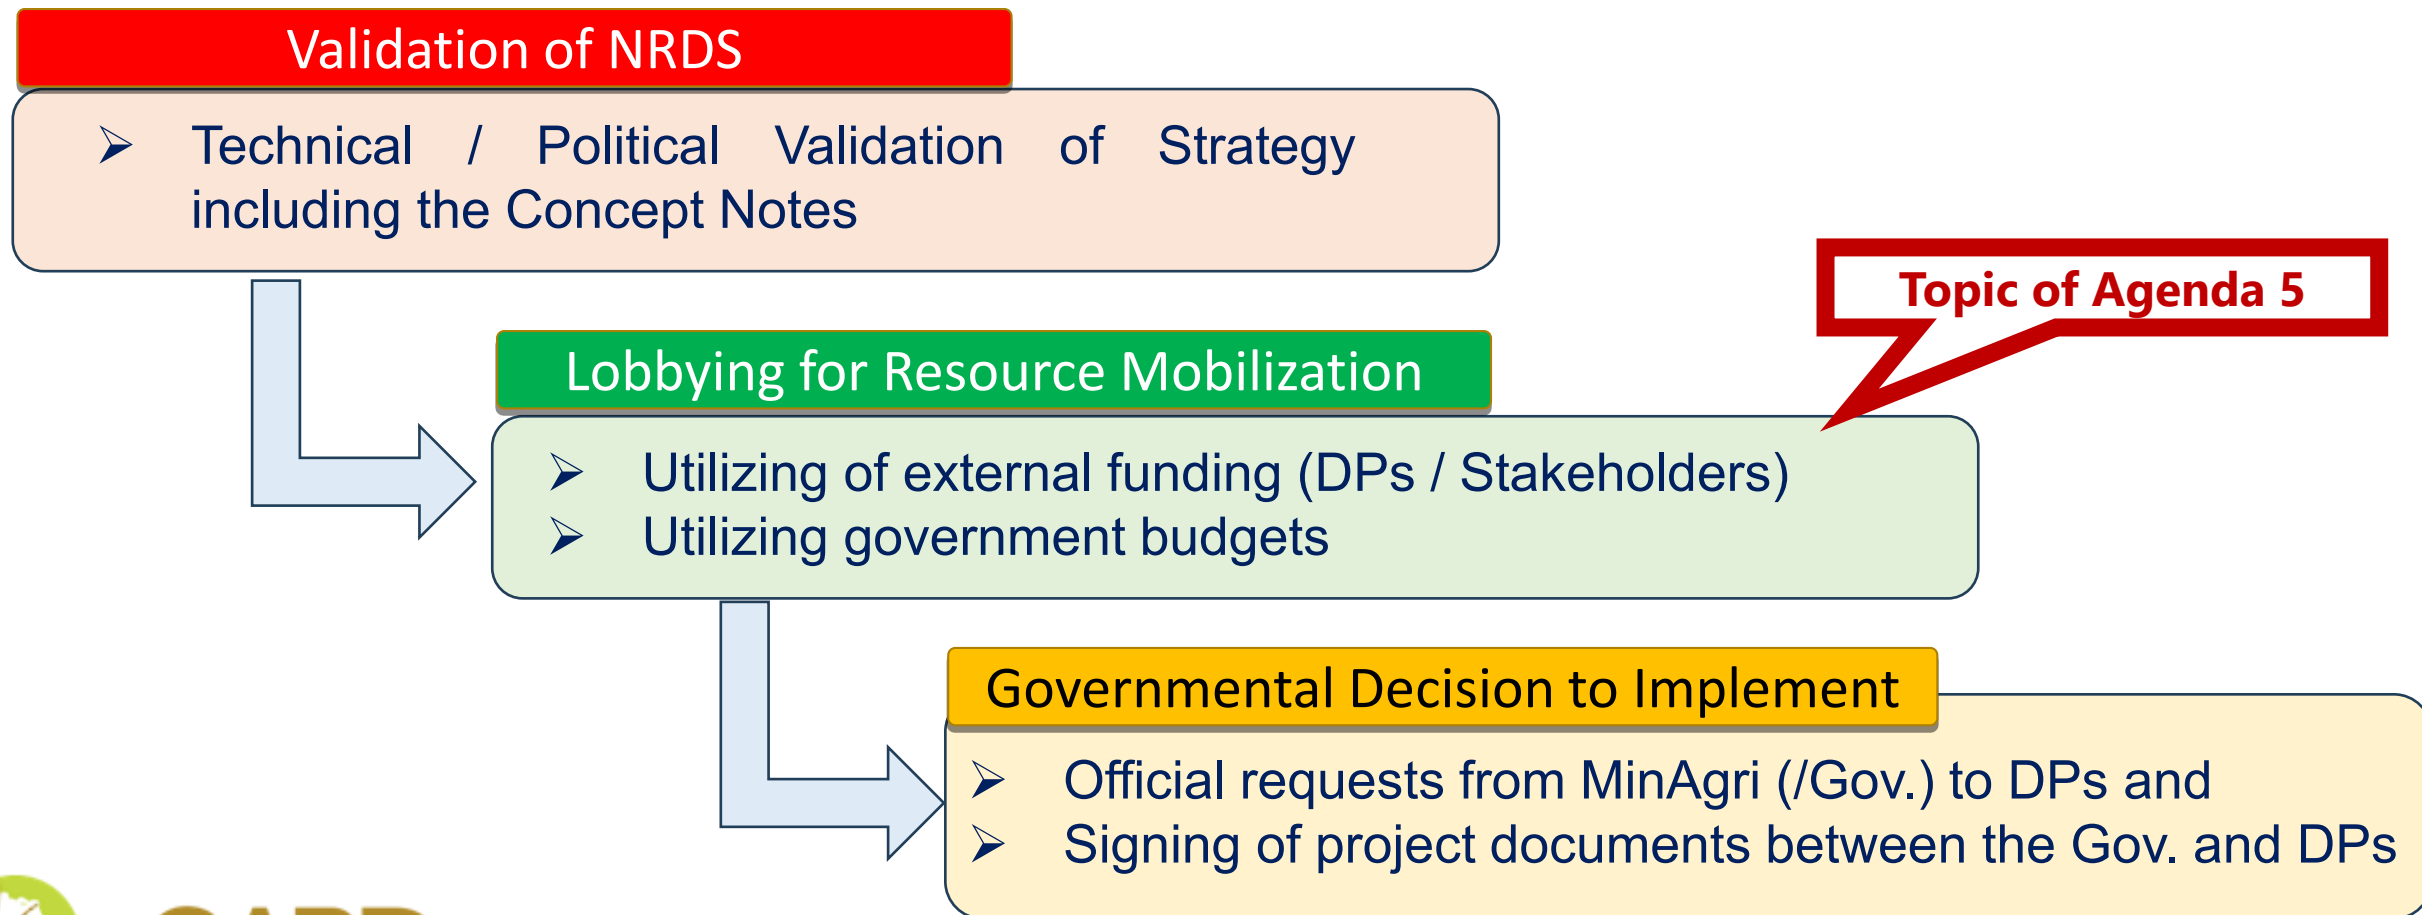 Validation of NRDS
➢ Technical / Political Validation of Strategy
including the Concept Notes
Topic of Agenda 5
Lobbying for Resource Mobilization
➢ Utilizing of external funding (DPs / Stakeholders)
➢ Utilizing government budgets
Governmental Decision to Implement
➢ Official requests from MinAgri (/Gov.) to DPs and
➢ Signing of project documents between the Gov. and DPs